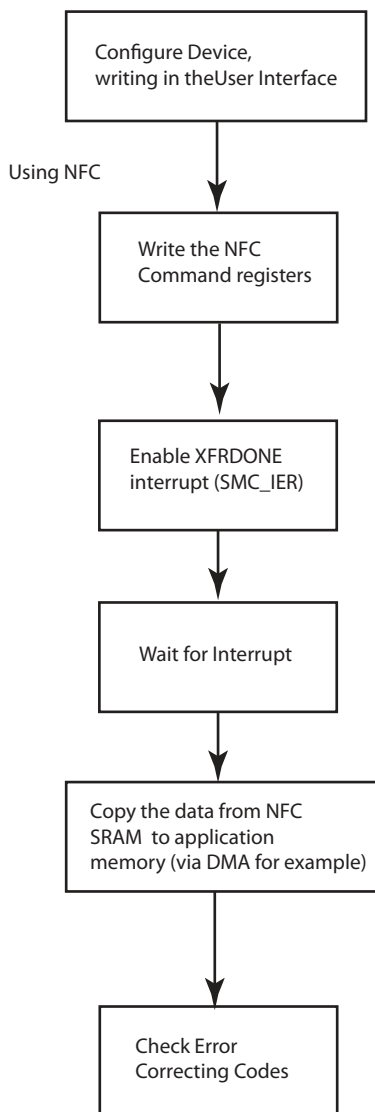 Configure Device,
writing in theUser Interface
Using NFC
Write the NFC
Command registers
Enable XFRDONE
interrupt (SMC_IER)
Wait for Interrupt
Copy the data from NFC
SRAM to application
memory (via DMA for example)
Check Error
Correcting Codes